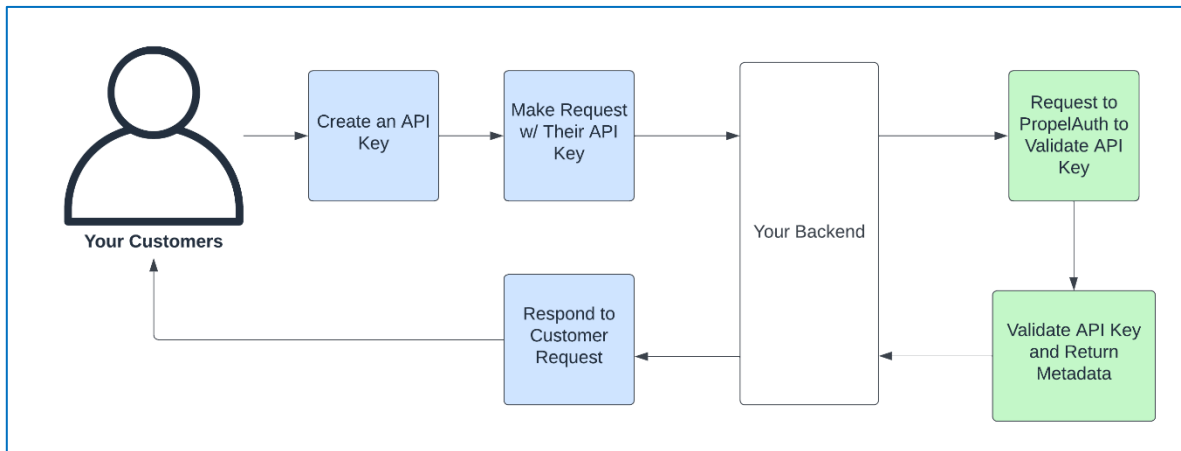 Create an API
Key
Make Request
w/ Their API
Key
Request to
PropelAuth to
Validate API
Key
Your Customers
Your Backend
Respond to
Customer
Request
Validate API Key
and Return
Metadata